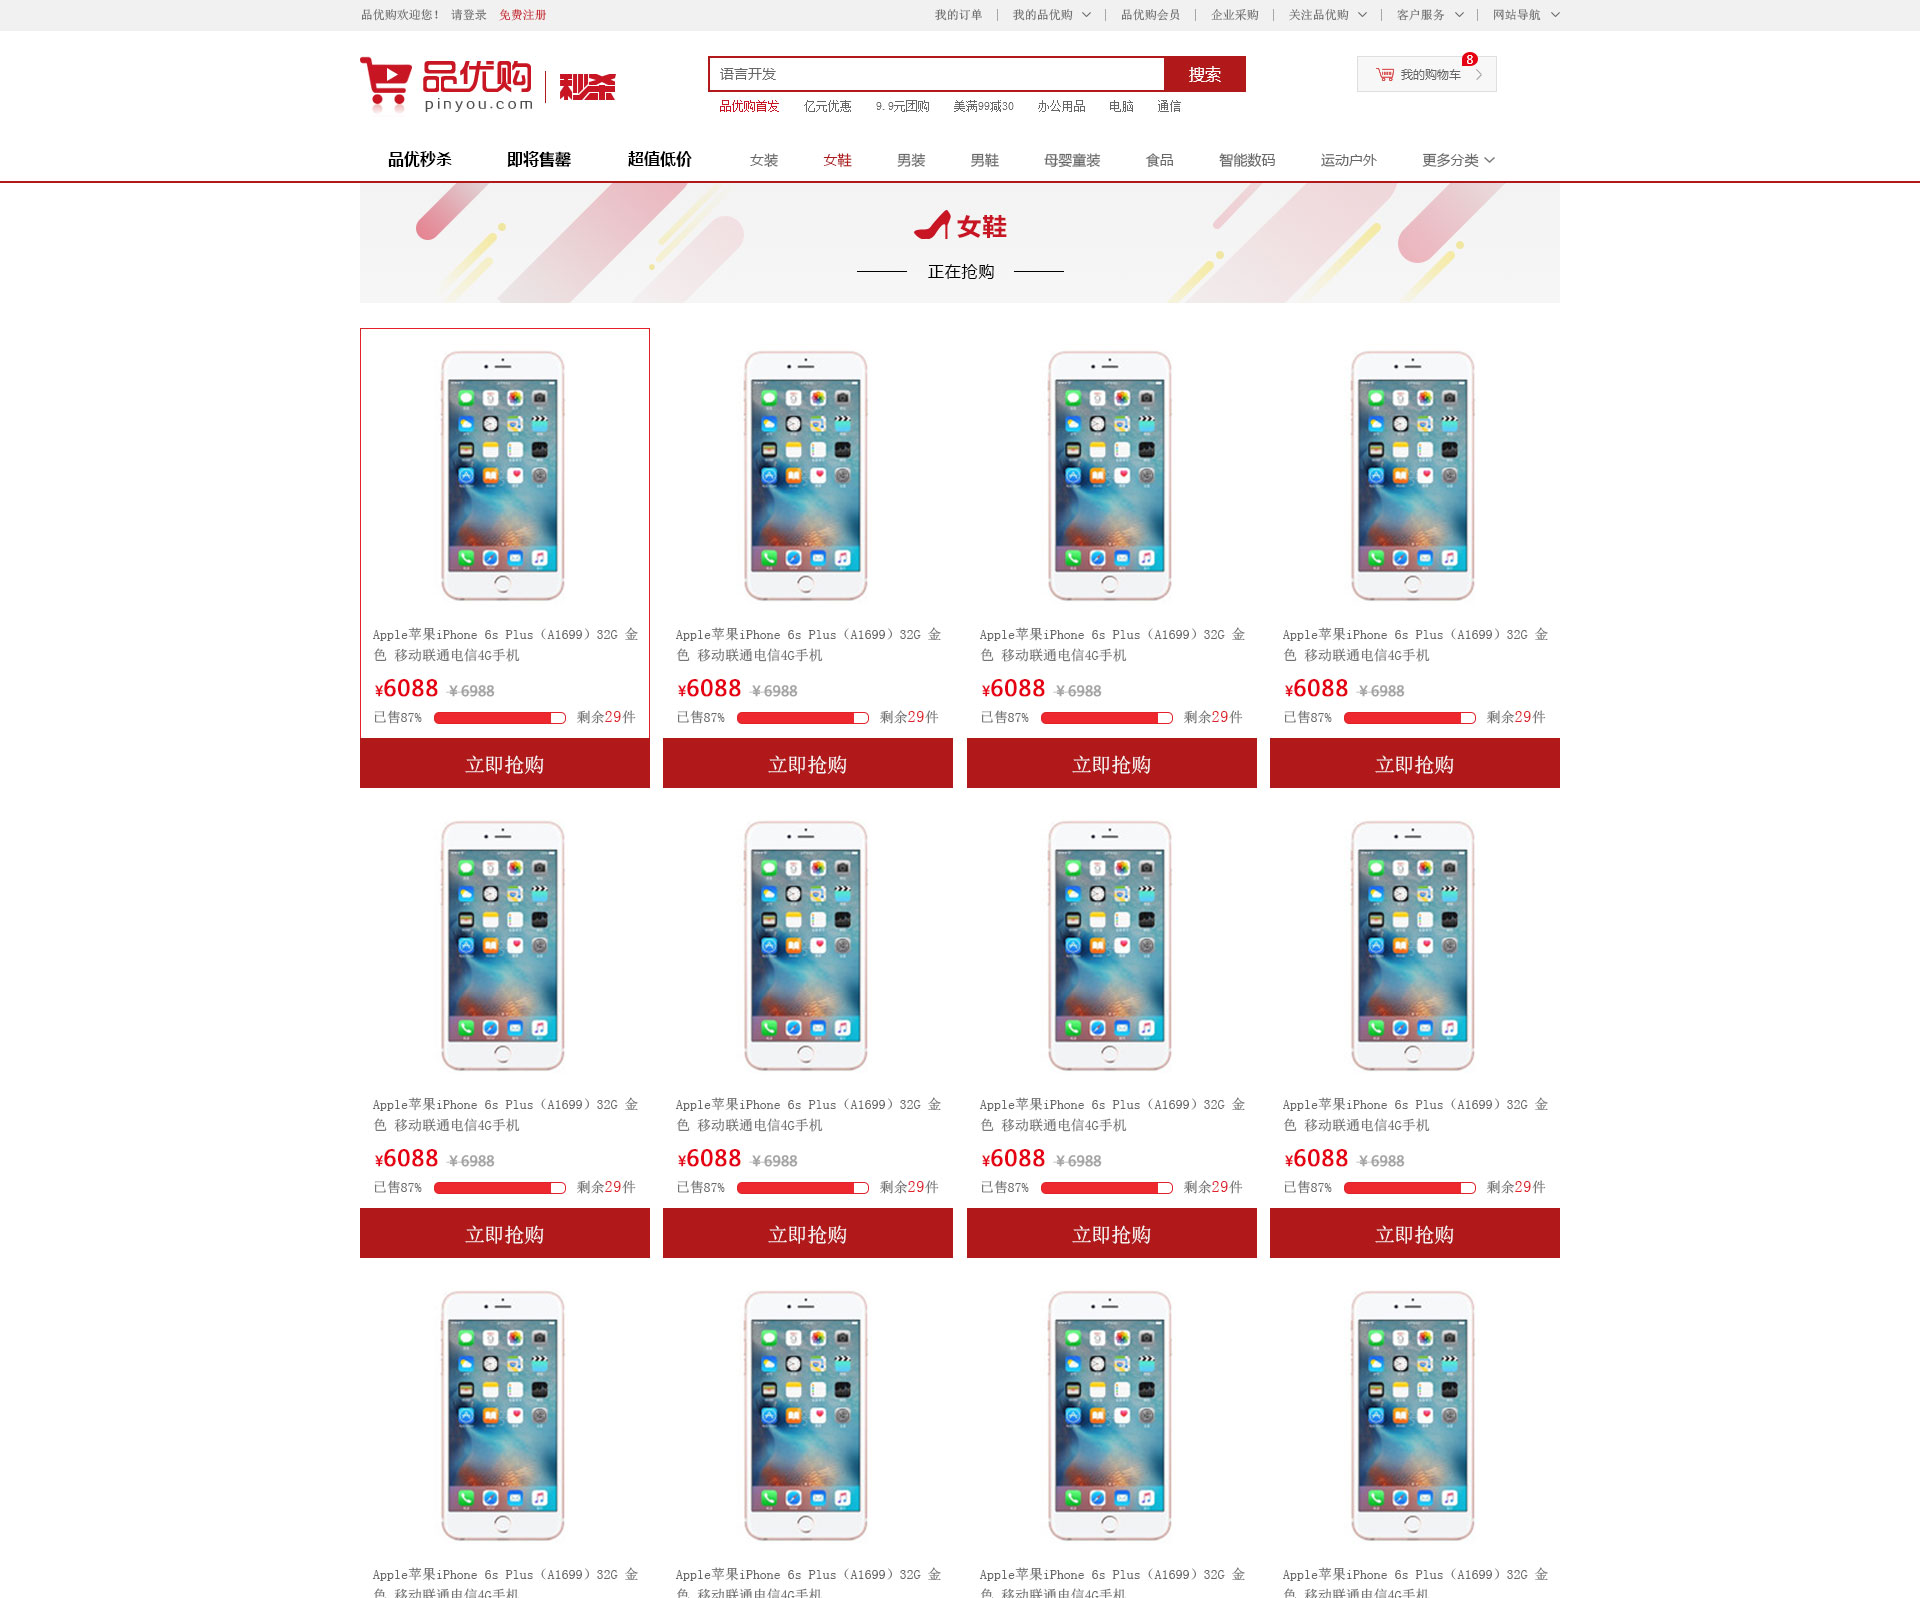 品优购欢迎您！ 请登录 免费注册 我的订单 我的品优购 品优购会员 企业采购 关注品优购 客户服务 网站导航
品优购 pinyou.com 秒杀 语言开发 搜索 8 我的购物车
品优购首发 亿元优惠 9.9元团购 美满99减30 办公用品 电脑 通信
品优秒杀 即将售罄 超值低价 女装 女鞋 男装 男鞋 母婴童装 食品 智能数码 运动户外 更多分类
女鞋
正在抢购
Apple苹果iPhone 6s Plus（A1699）32G 金 Apple苹果iPhone 6s Plus（A1699）32G 金 Apple苹果iPhone 6s Plus（A1699）32G 金 Apple苹果iPhone 6s Plus（A1699）32G 金
色 移动联通电信4G手机 色 移动联通电信4G手机 色 移动联通电信4G手机 色 移动联通电信4G手机
¥6088 ¥6988 ¥6088 ¥6988 ¥6088 ¥6988 ¥6088 ¥6988
已售87% 剩余29件 已售87% 剩余29件 已售87% 剩余29件 已售87% 剩余29件
立即抢购 立即抢购 立即抢购 立即抢购
Apple苹果iPhone 6s Plus（A1699）32G 金 Apple苹果iPhone 6s Plus（A1699）32G 金 Apple苹果iPhone 6s Plus（A1699）32G 金 Apple苹果iPhone 6s Plus（A1699）32G 金
色 移动联通电信4G手机 色 移动联通电信4G手机 色 移动联通电信4G手机 色 移动联通电信4G手机
¥6088 ¥6988 ¥6088 ¥6988 ¥6088 ¥6988 ¥6088 ¥6988
已售87% 剩余29件 已售87% 剩余29件 已售87% 剩余29件 已售87% 剩余29件
立即抢购 立即抢购 立即抢购 立即抢购
Apple苹果iPhone 6s Plus（A1699）32G 金 Apple苹果iPhone 6s Plus（A1699）32G 金 Apple苹果iPhone 6s Plus（A1699）32G 金 Apple苹果iPhone 6s Plus（A1699）32G 金
色 移动联通电信4G手机 色 移动联通电信4G手机 色 移动联通电信4G手机 色 移动联通电信4G手机